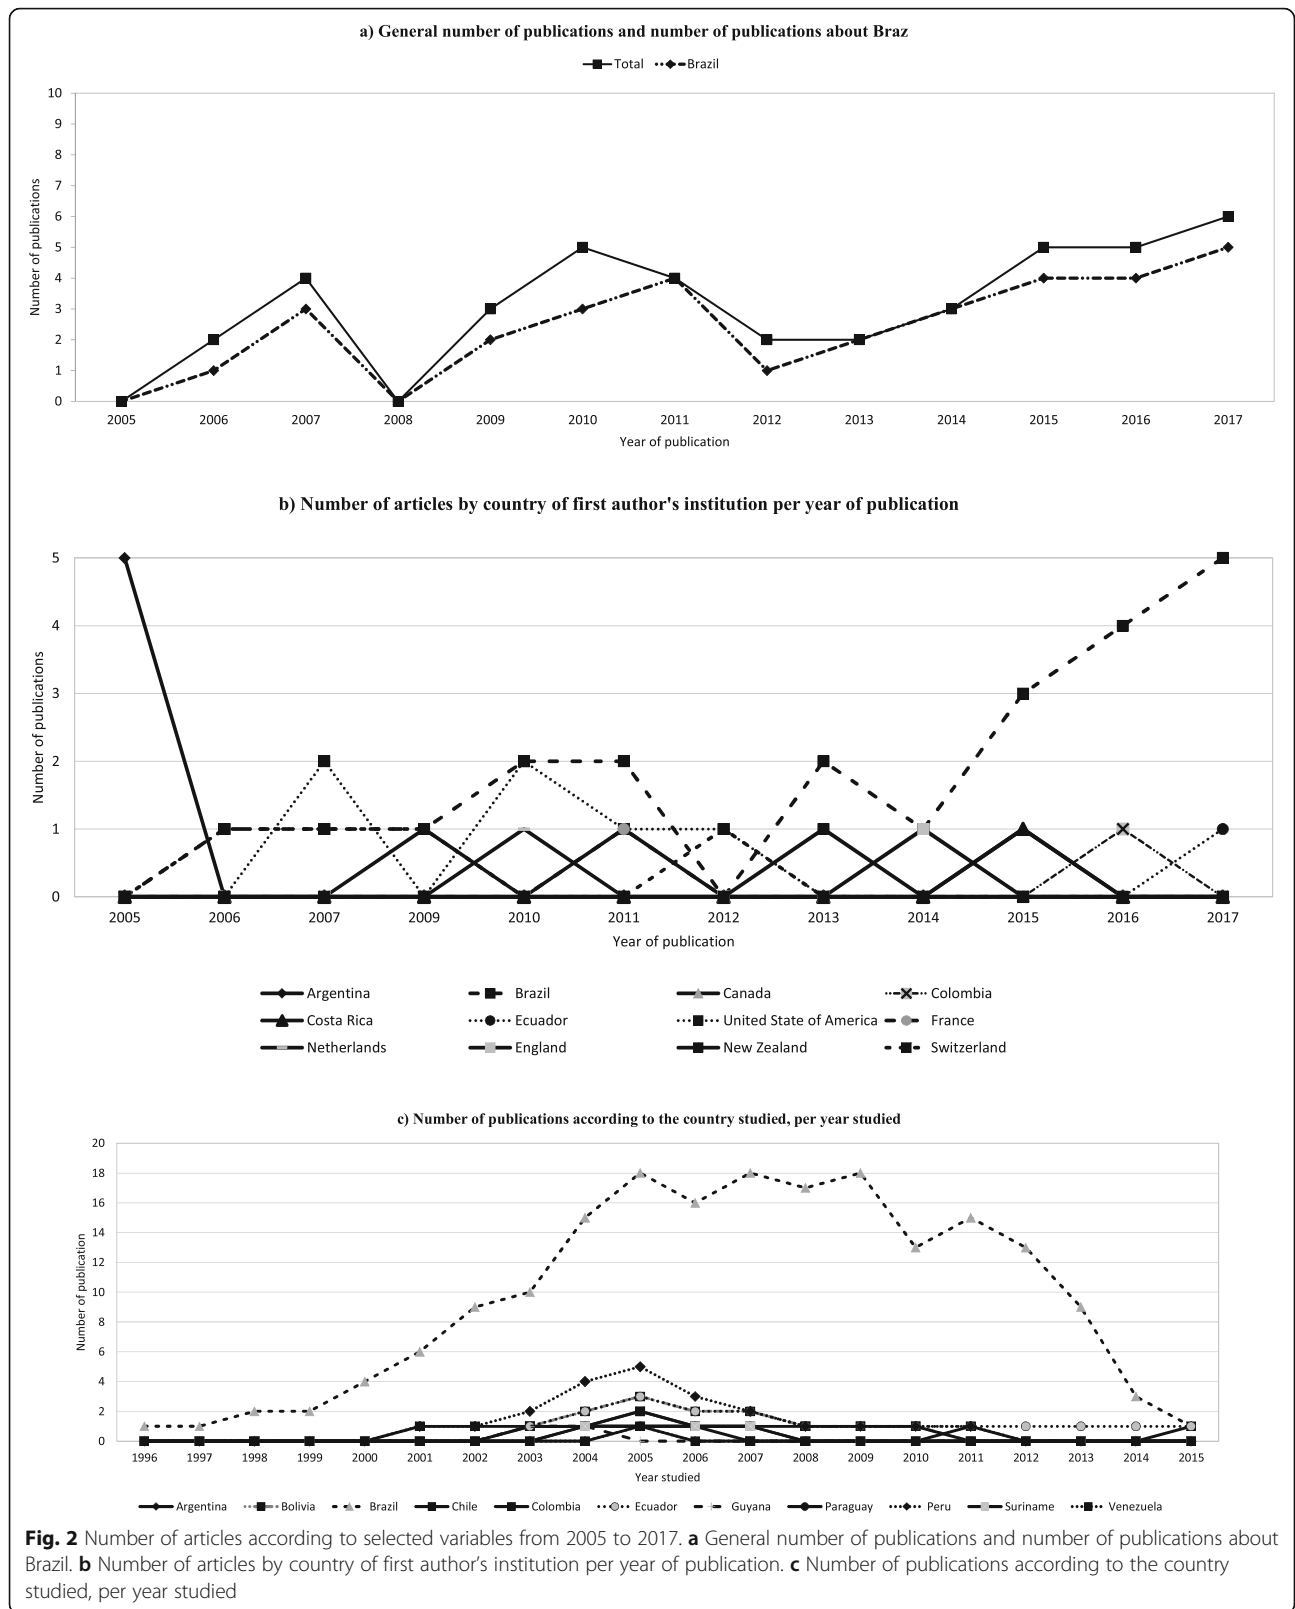 a) General number of publications and number of publications about Braz
Total Brazil
10
9
8
7
6
5
4
3
2
1
0
Number of publications
2005 2006 2007 2008 2009 2010 2011 2012 2013 2014 2015 2016 2017
Year of publication
b) Number of articles by country of first author's institution per year of publication
5
4
3
2
1
0
Number of publications
2005 2006 2007 2009 2010 2011 2012 2013 2014 2015 2016 2017
Year of publication
Argentina Brazil Canada Colombia
Costa Rica Ecuador United State of America France
Netherlands England New Zealand Switzerland
c) Number of publications according to the country studied, per year studied
20
18
16
14
12
10
8
6
4
2
0
Number of publication
1996 1997 1998 1999 2000 2001 2002 2003 2004 2005 2006 2007 2008 2009 2010 2011 2012 2013 2014 2015
Year studied
Argentina Bolivia Brazil Chile Colombia Ecuador Guyana Paraguay Peru Suriname Venezuela
Fig. 2 Number of articles according to selected variables from 2005 to 2017. a General number of publications and number of publications about
Brazil. b Number of articles by country of first author's institution per year of publication. c Number of publications according to the country
studied, per year studied